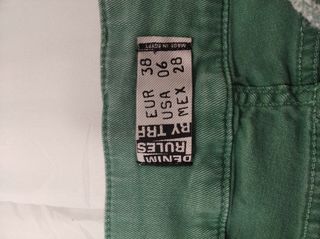 MADE IN EGYPT
EUR 38
USA 06
MEX 28
DENIM
RULES
BY TRF